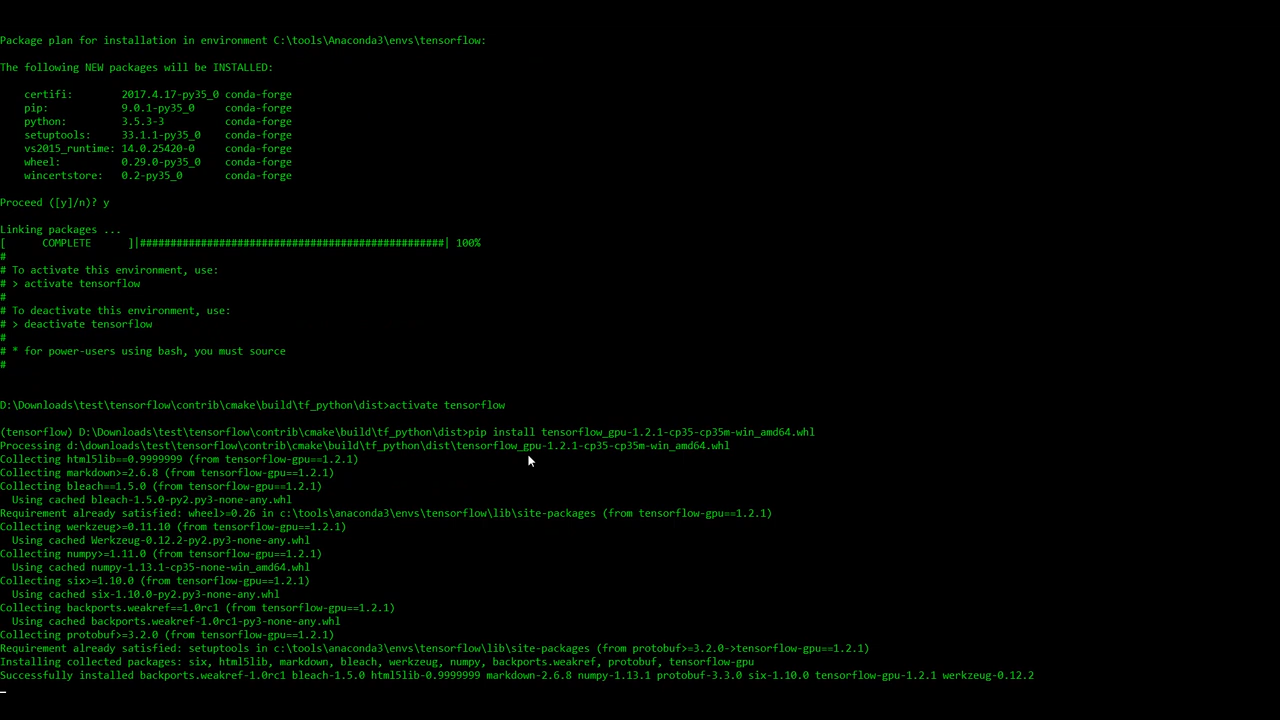 Package plan for installation in environment C:\tools\Anaconda3\envs\tensorflow:
The following NEW packages will be INSTALLED:
certifi: 2017.4.17-py35_0 conda-forge
pip: 9.0.1-py35_0 conda-forge
python: 3.5.3-3 conda-forge
setuptools: 33.1.1-py35_0 conda-forge
vs2015_runtime: 14.0.25420-0 conda-forge
wheel: 0.29.0-py35_0 conda-forge
wincertstore: 0.2-py35_0 conda-forge
Proceed ([y]/n)? y
Linking packages ...
[ COMPLETE ]|##################################################| 100%
#
# To activate this environment, use:
# > activate tensorflow
#
# To deactivate this environment, use:
# > deactivate tensorflow
#
# * for power-users using bash, you must source
#
D:\Downloads\test\tensorflow\contrib\cmake\build\tf_python\dist>activate tensorflow
(tensorflow) D:\Downloads\test\tensorflow\contrib\cmake\build\tf_python\dist>pip install tensorflow_gpu-1.2.1-cp35-cp35m-win_amd64.whl
Processing d:\downloads\test\tensorflow\contrib\cmake\build\tf_python\dist\tensorflow_gpu-1.2.1-cp35-cp35m-win_amd64.whl
Collecting html5lib==0.9999999 (from tensorflow-gpu==1.2.1)
Collecting markdown>=2.6.8 (from tensorflow-gpu==1.2.1)
Collecting bleach==1.5.0 (from tensorflow-gpu==1.2.1)
Using cached bleach-1.5.0-py2.py3-none-any.whl
Requirement already satisfied: wheel>=0.26 in c:\tools\anaconda3\envs\tensorflow\lib\site-packages (from tensorflow-gpu==1.2.1)
Collecting werkzeug>=0.11.10 (from tensorflow-gpu==1.2.1)
Using cached Werkzeug-0.12.2-py2.py3-none-any.whl
Collecting numpy>=1.11.0 (from tensorflow-gpu==1.2.1)
Using cached numpy-1.13.1-cp35-none-win_amd64.whl
Collecting six>=1.10.0 (from tensorflow-gpu==1.2.1)
Using cached six-1.10.0-py2.py3-none-any.whl
Collecting backports.weakref==1.0rc1 (from tensorflow-gpu==1.2.1)
Using cached backports.weakref-1.0rc1-py3-none-any.whl
Collecting protobuf>=3.2.0 (from tensorflow-gpu==1.2.1)
Requirement already satisfied: setuptools in c:\tools\anaconda3\envs\tensorflow\lib\site-packages (from protobuf>=3.2.0->tensorflow-gpu==1.2.1)
Installing collected packages: six, html5lib, markdown, bleach, werkzeug, numpy, backports.weakref, protobuf, tensorflow-gpu
Successfully installed backports.weakref-1.0rc1 bleach-1.5.0 html5lib-0.9999999 markdown-2.6.8 numpy-1.13.1 protobuf-3.3.0 six-1.10.0 tensorflow-gpu-1.2.1 werkzeug-0.12.2